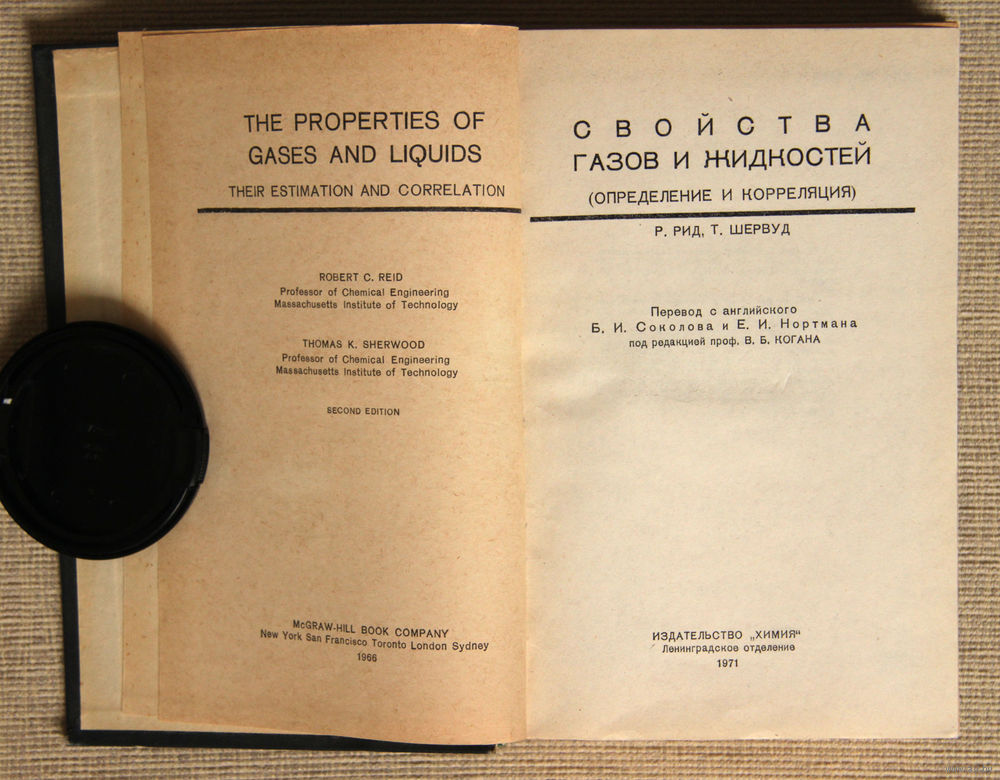 THE PROPERTIES OF
GASES AND LIQUIDS
THEIR ESTIMATION AND CORRELATION
ROBERT C. REID
Professor of Chemical Engineering
Massachusetts Institute of Technology
THOMAS K. SHERWOOD
Professor of Chemical Engineering
Massachusetts Institute of Technology
SECOND EDITION
McGRAW-HILL BOOK COMPANY
New York San Francisco Toronto London Sydney
1966
СВОЙСТВА
ГАЗОВ И ЖИДКОСТЕЙ
(ОПРЕДЕЛЕНИЕ И КОРРЕЛЯЦИЯ)
Р. РИД, Т. ШЕРВУД
Перевод с английского
Б. И. Соколова и Е. И. Нортмана
под редакцией проф. В. Б. КОГАНА
ИЗДАТЕЛЬСТВО „ХИМИЯ“
Ленинградское отделение
1971